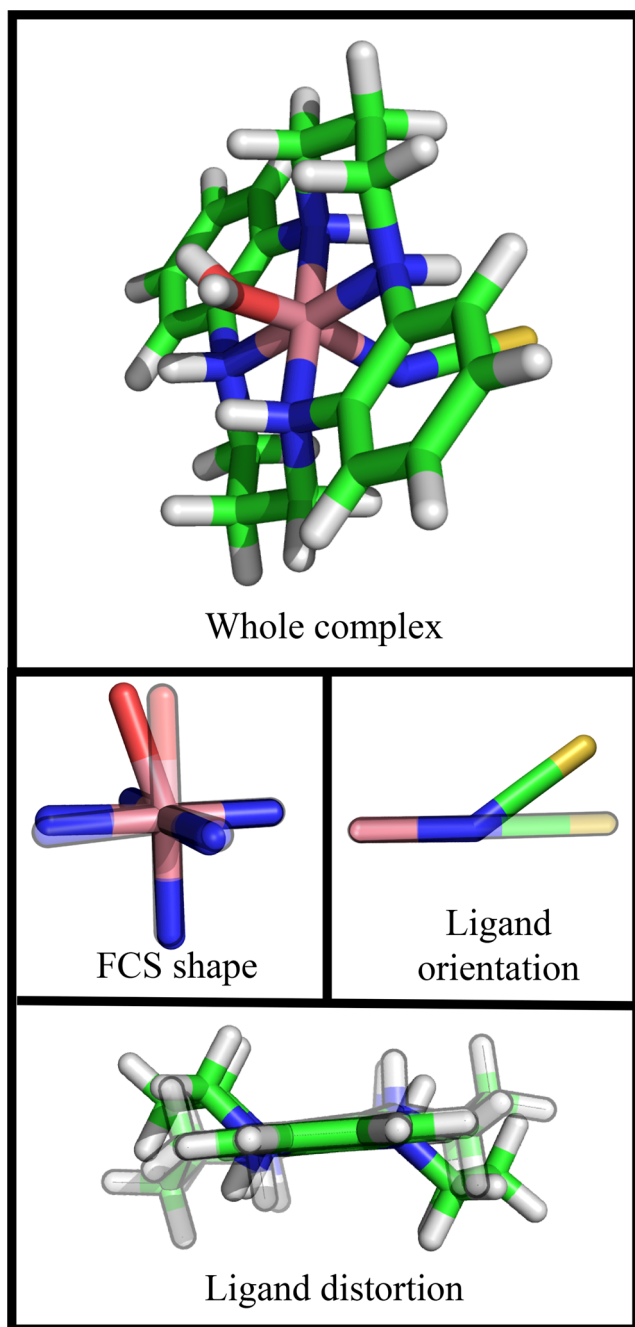 Whole complex
FCS shape
Ligand
orientation
Ligand distortion